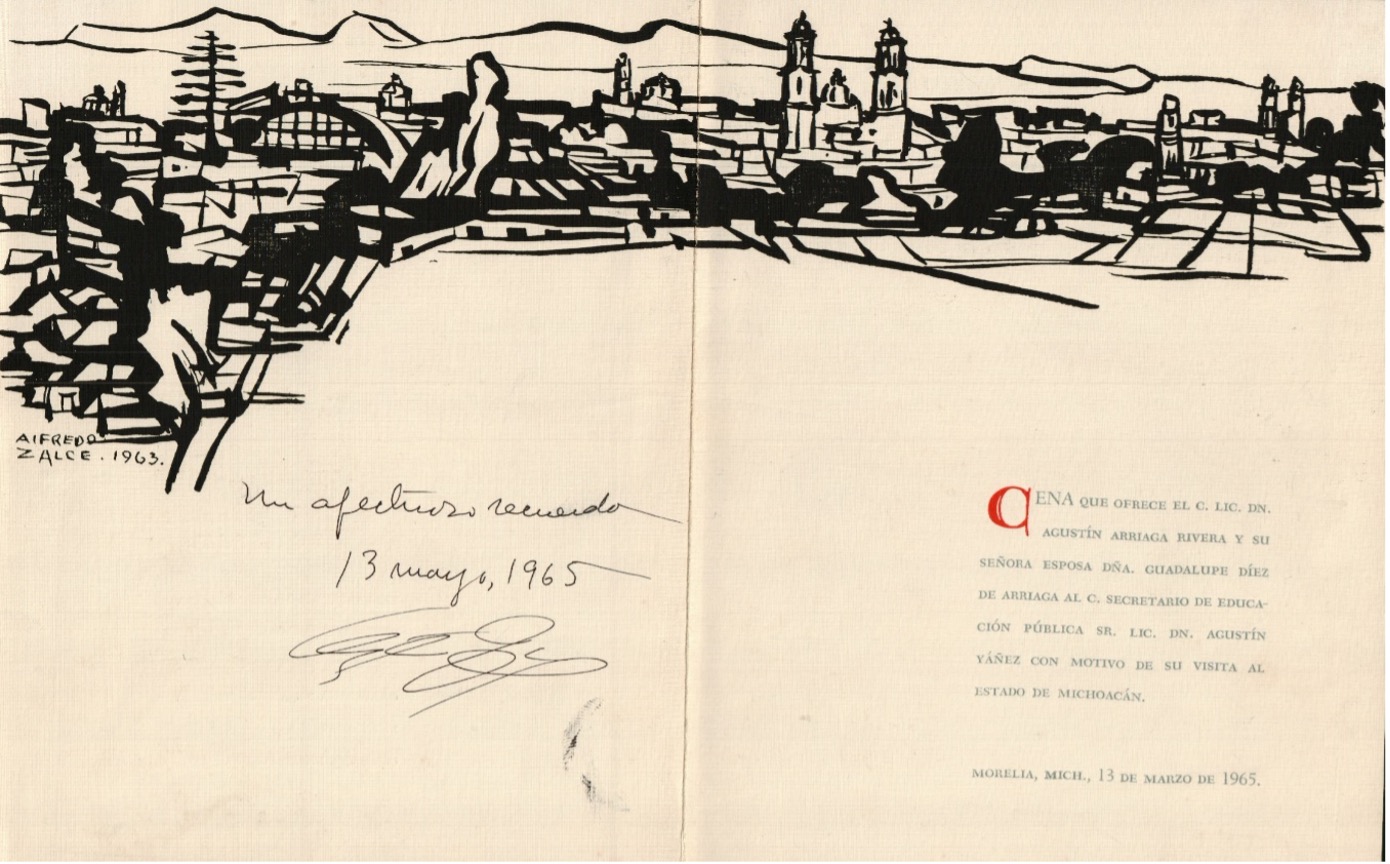 ALFREDO
ZALCE. 1963.
Un afectuoso recuerdo
13 mayo, 1965
CENA QUE OFRECE EL C. LIC. DN.
AGUSTÍN ARRIAGA RIVERA Y SU
SEÑORA ESPOSA DÑA. GUADALUPE DÍEZ
DE ARRIAGA AL C. SECRETARIO DE EDUCA-
CIÓN PÚBLICA SR. LIC. DN. AGUSTÍN
YÁÑEZ CON MOTIVO DE SU VISITA AL
ESTADO DE MICHOACÁN.
MORELIA, MICH., 13 DE MARZO DE 1965.